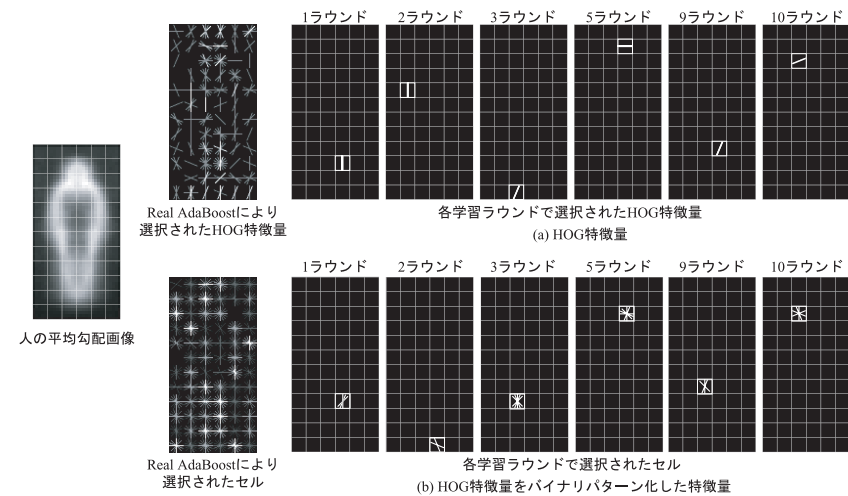 1ラウンド 2ラウンド 3ラウンド 5ラウンド 9ラウンド 10ラウンド
Real AdaBoostにより
選択されたHOG特徴量
各学習ラウンドで選択されたHOG特徴量
(a) HOG特徴量
人の平均勾配画像
1ラウンド 2ラウンド 3ラウンド 5ラウンド 9ラウンド 10ラウンド
Real AdaBoostにより
選択されたセル
各学習ラウンドで選択されたセル
(b) HOG特徴量をバイナリパターン化した特徴量